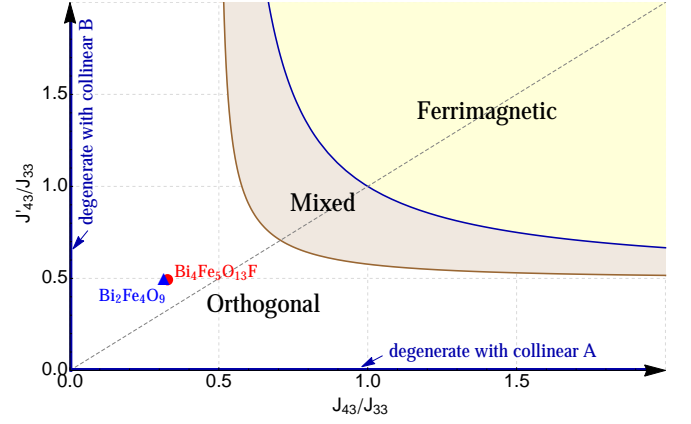 J'43/J33
degenerate with collinear B
1.5
1.0
0.5
0.0
Ferrimagnetic
Mixed
Bi4Fe5O13F
Bi2Fe4O9
Orthogonal
degenerate with collinear A
0.0
0.5
1.0
1.5
J43/J33